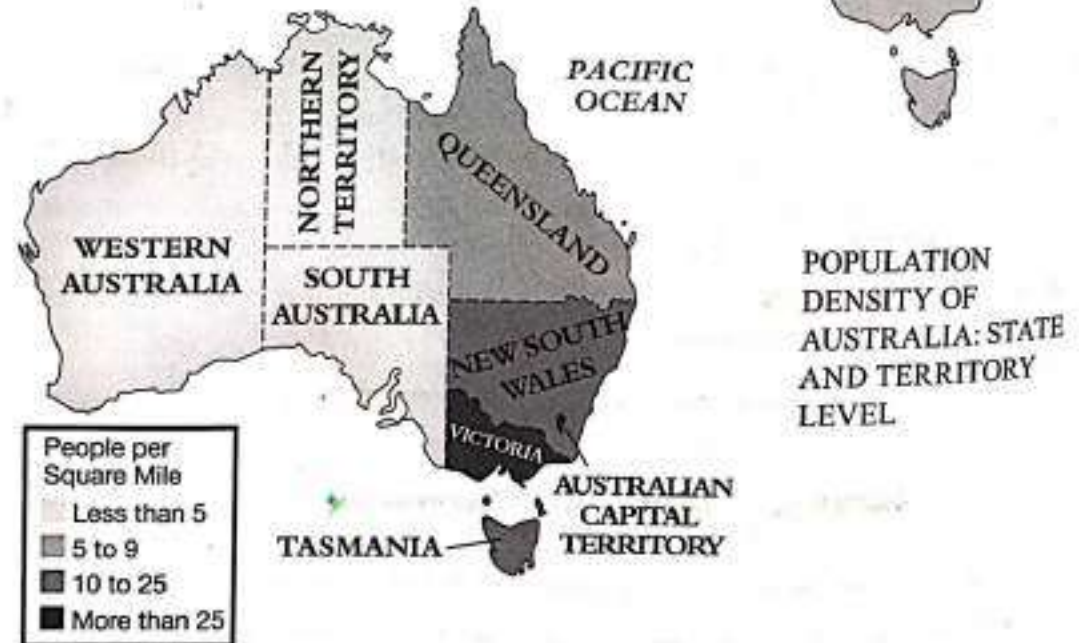 PACIFIC
OCEAN
NORTHERN
TERRITORY
QUEENSLAND
WESTERN
AUSTRALIA
SOUTH
AUSTRALIA
NEW SOUTH
WALES
VICTORIA
AUSTRALIAN
CAPITAL
TERRITORY
TASMANIA
POPULATION
DENSITY OF
AUSTRALIA: STATE
AND TERRITORY
LEVEL
People per
Square Mile
Less than 5
5 to 9
10 to 25
More than 25